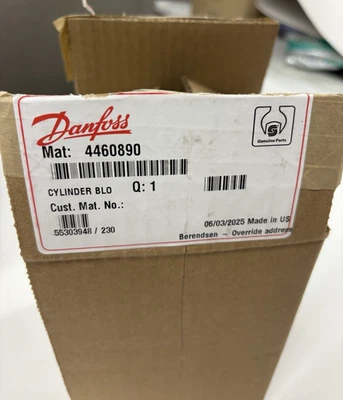 Danfoss
Genuine Parts
Mat: 4460890
CYLINDER BLO Q: 1
Cust. Mat. No.:
55303948 / 230
06/03/2025 Made in US
Berendsen - Override address